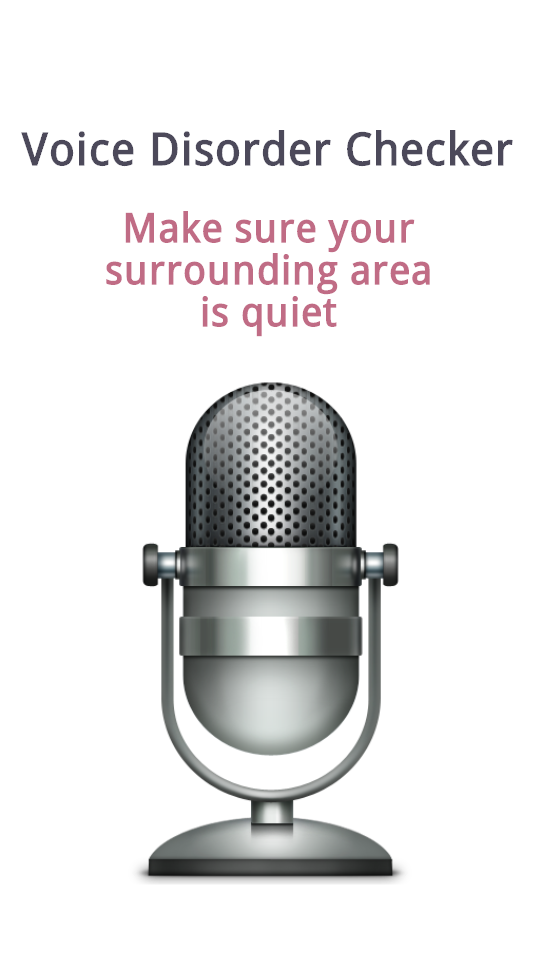 Voice Disorder Checker
Make sure your
surrounding area
is quiet